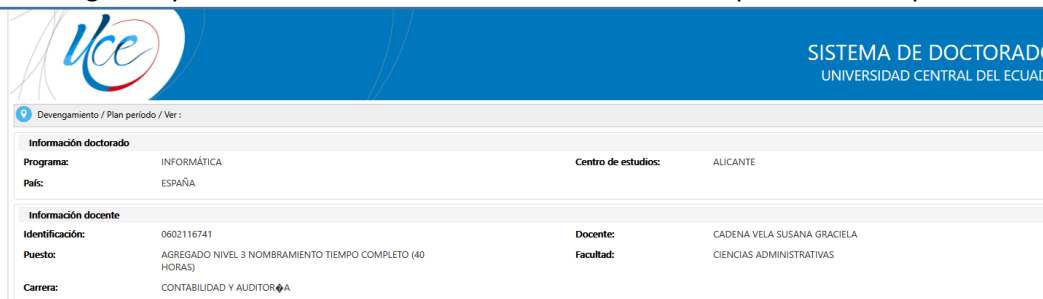 Uce
SISTEMA DE DOCTORADO
UNIVERSIDAD CENTRAL DEL ECUAD
Devengamiento / Plan período / Ver :
Información doctorado
Programa: INFORMÁTICA Centro de estudios: ALICANTE
País: ESPAÑA
Información docente
Identificación: 0602116741 Docente: CADENA VELA SUSANA GRACIELA
Puesto: AGREGADO NIVEL 3 NOMBRAMIENTO TIEMPO COMPLETO (40 Facultad: CIENCIAS ADMINISTRATIVAS
HORAS)
Carrera: CONTABILIDAD Y AUDITOR�A